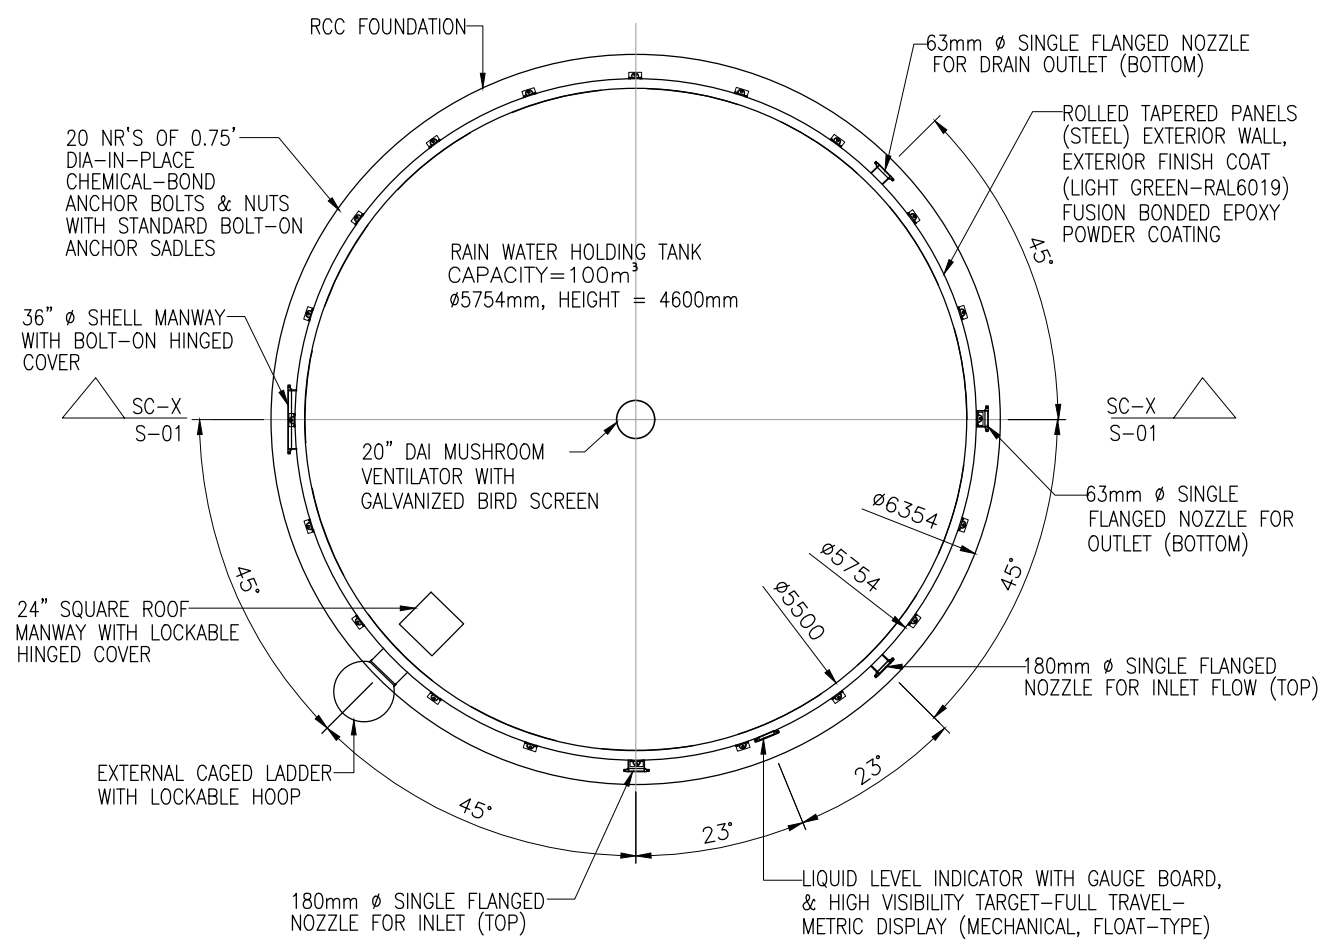 RCC FOUNDATION
63mm ø SINGLE FLANGED NOZZLE
FOR DRAIN OUTLET (BOTTOM)
ROLLED TAPERED PANELS
(STEEL) EXTERIOR WALL,
EXTERIOR FINISH COAT
(LIGHT GREEN-RAL6019)
FUSION BONDED EPOXY
POWDER COATING
20 NR'S OF 0.75'
DIA-IN-PLACE
CHEMICAL-BOND
ANCHOR BOLTS & NUTS
WITH STANDARD BOLT-ON
ANCHOR SADLES
RAIN WATER HOLDING TANK
CAPACITY=100m³
ø5754mm, HEIGHT = 4600mm
45°
36" ø SHELL MANWAY
WITH BOLT-ON HINGED
COVER
SC-X
S-01
SC-X
S-01
20" DAI MUSHROOM
VENTILATOR WITH
GALVANIZED BIRD SCREEN
63mm ø SINGLE
FLANGED NOZZLE FOR
OUTLET (BOTTOM)
ø6354
ø5754
ø5500
45°
45°
24" SQUARE ROOF
MANWAY WITH LOCKABLE
HINGED COVER
180mm ø SINGLE FLANGED
NOZZLE FOR INLET FLOW (TOP)
EXTERNAL CAGED LADDER
WITH LOCKABLE HOOP
45°
23°
23°
180mm ø SINGLE FLANGED
NOZZLE FOR INLET (TOP)
LIQUID LEVEL INDICATOR WITH GAUGE BOARD,
& HIGH VISIBILITY TARGET-FULL TRAVEL-
METRIC DISPLAY (MECHANICAL, FLOAT-TYPE)